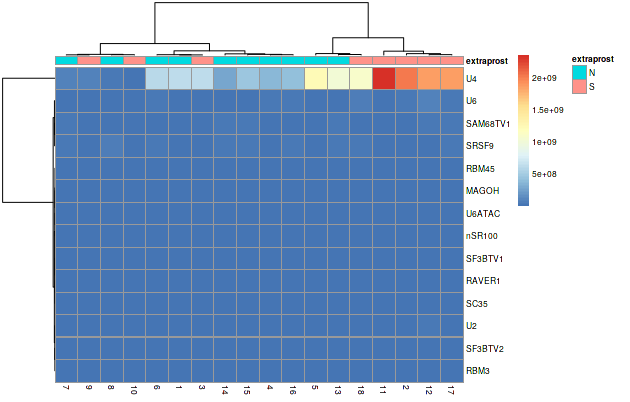 extraprost
U4
U6
SAM68TV1
SRSF9
RBM45
MAGOH
U6ATAC
nSR100
SF3BTV1
RAVER1
SC35
U2
SF3BTV2
RBM3
7 9 8 10 6 1 3 14 15 4 16 5 13 18 11 2 12 17
2e+09
1.5e+09
1e+09
5e+08
extraprost
N
S